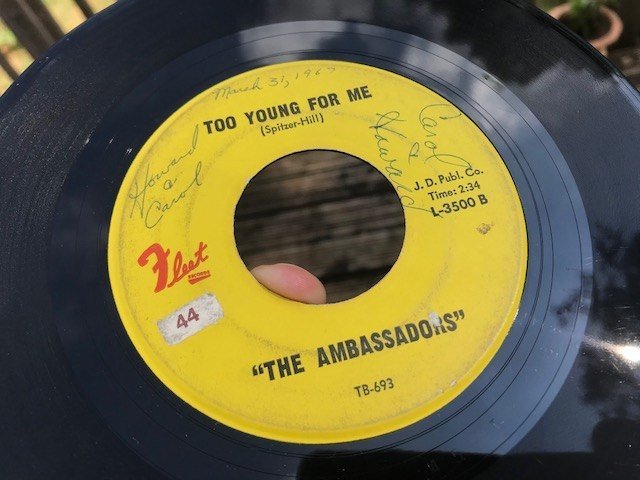 March 31, 196
TOO YOUNG FOR ME
(Spitzer-Hill)
Howard
&
Carol
Carol
&
Howard
J. D. Publ. Co.
Time: 2:34
L-3500 B
Fleet
RECORDS
44
"THE AMBASSADORS"
TB-693